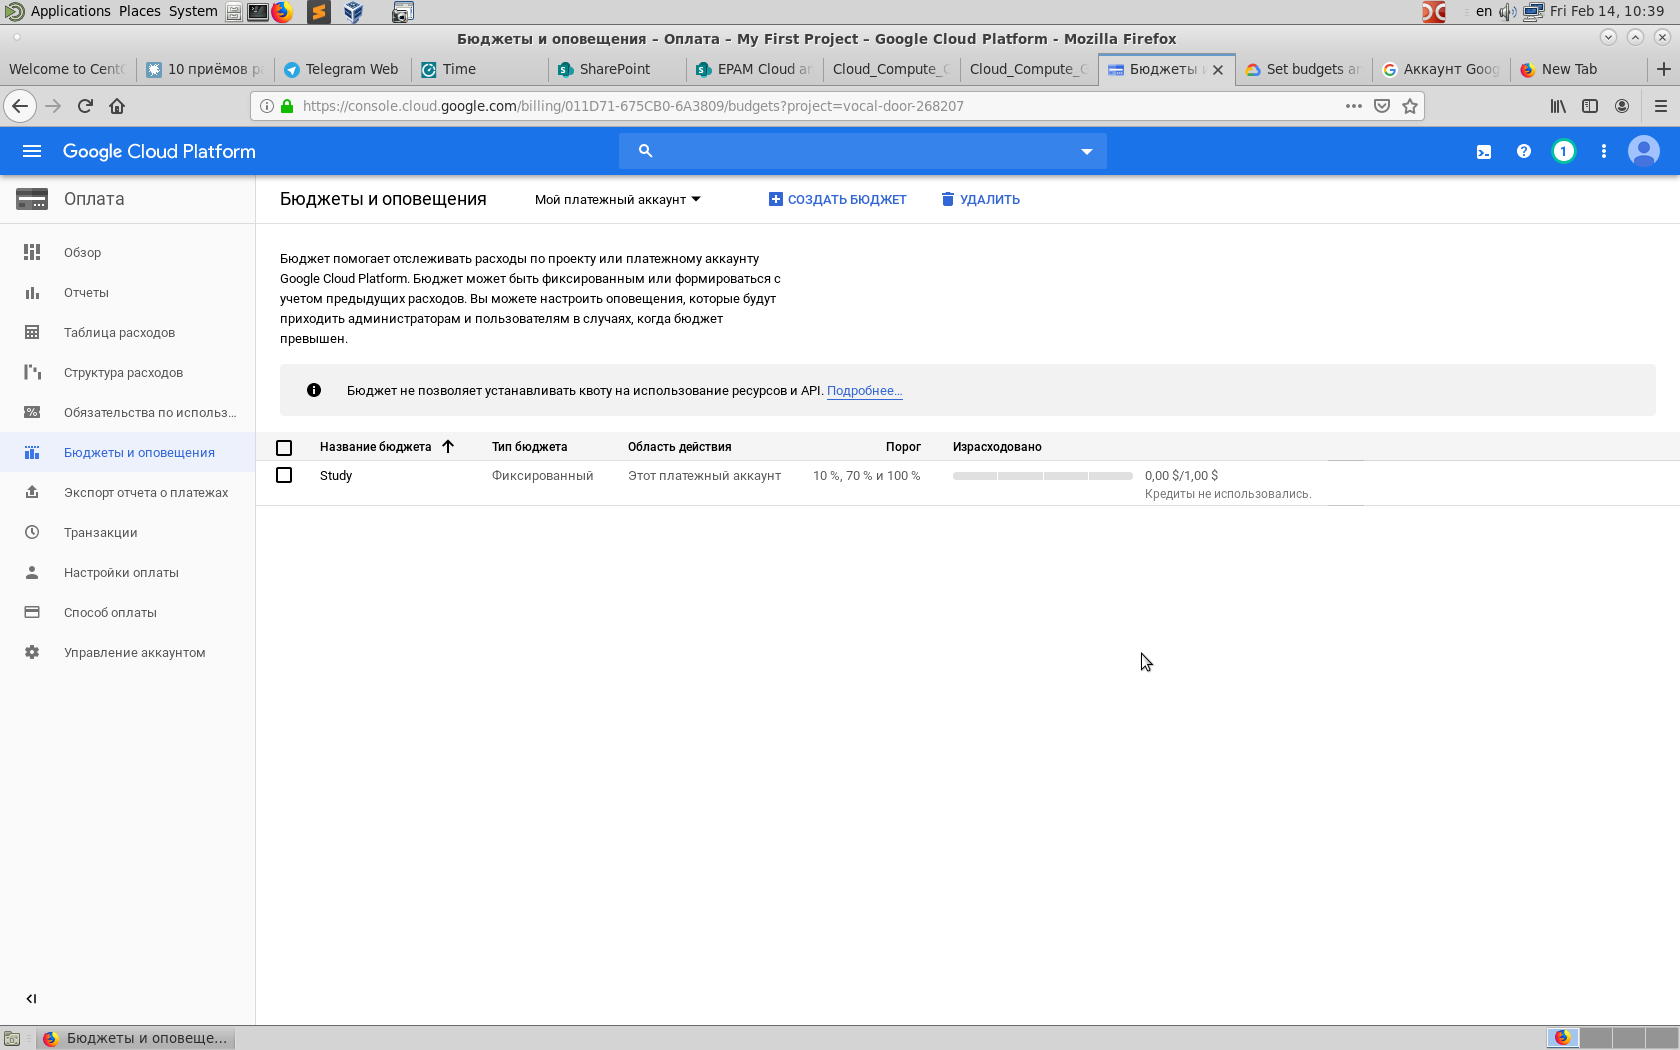 Applications Places System
en Fri Feb 14, 10:39
Бюджеты и оповещения – Оплата – My First Project – Google Cloud Platform - Mozilla Firefox
Welcome to Cent
10 приёмов р
Telegram Web
Time
SharePoint
EPAM Cloud ar
Cloud_Compute_
Cloud_Compute_
Бюджеты
Set budgets a
Аккаунт Goog
New Tab
https://console.cloud.google.com/billing/011D71-675CB0-6A3809/budgets?project=vocal-door-268207
Google Cloud Platform
1
Оплата
Обзор
Отчеты
Таблица расходов
Структура расходов
Обязательства по использ...
Бюджеты и оповещения
Экспорт отчета о платежах
Транзакции
Настройки оплаты
Способ оплаты
Управление аккаунтом
Бюджеты и оповещения
Мой платежный аккаунт
СОЗДАТЬ БЮДЖЕТ
УДАЛИТЬ
Бюджет помогает отслеживать расходы по проекту или платежному аккаунту
Google Cloud Platform. Бюджет может быть фиксированным или формироваться с
учетом предыдущих расходов. Вы можете настроить оповещения, которые будут
приходить администраторам и пользователям в случаях, когда бюджет
превышен.
Бюджет не позволяет устанавливать квоту на использование ресурсов и API. Подробнее...
Название бюджета Тип бюджета Область действия Порог Израсходовано
Study Фиксированный Этот платежный аккаунт 10 %, 70 % и 100 % 0,00 $/1,00 $
Кредиты не использовались.
Бюджеты и оповеще...